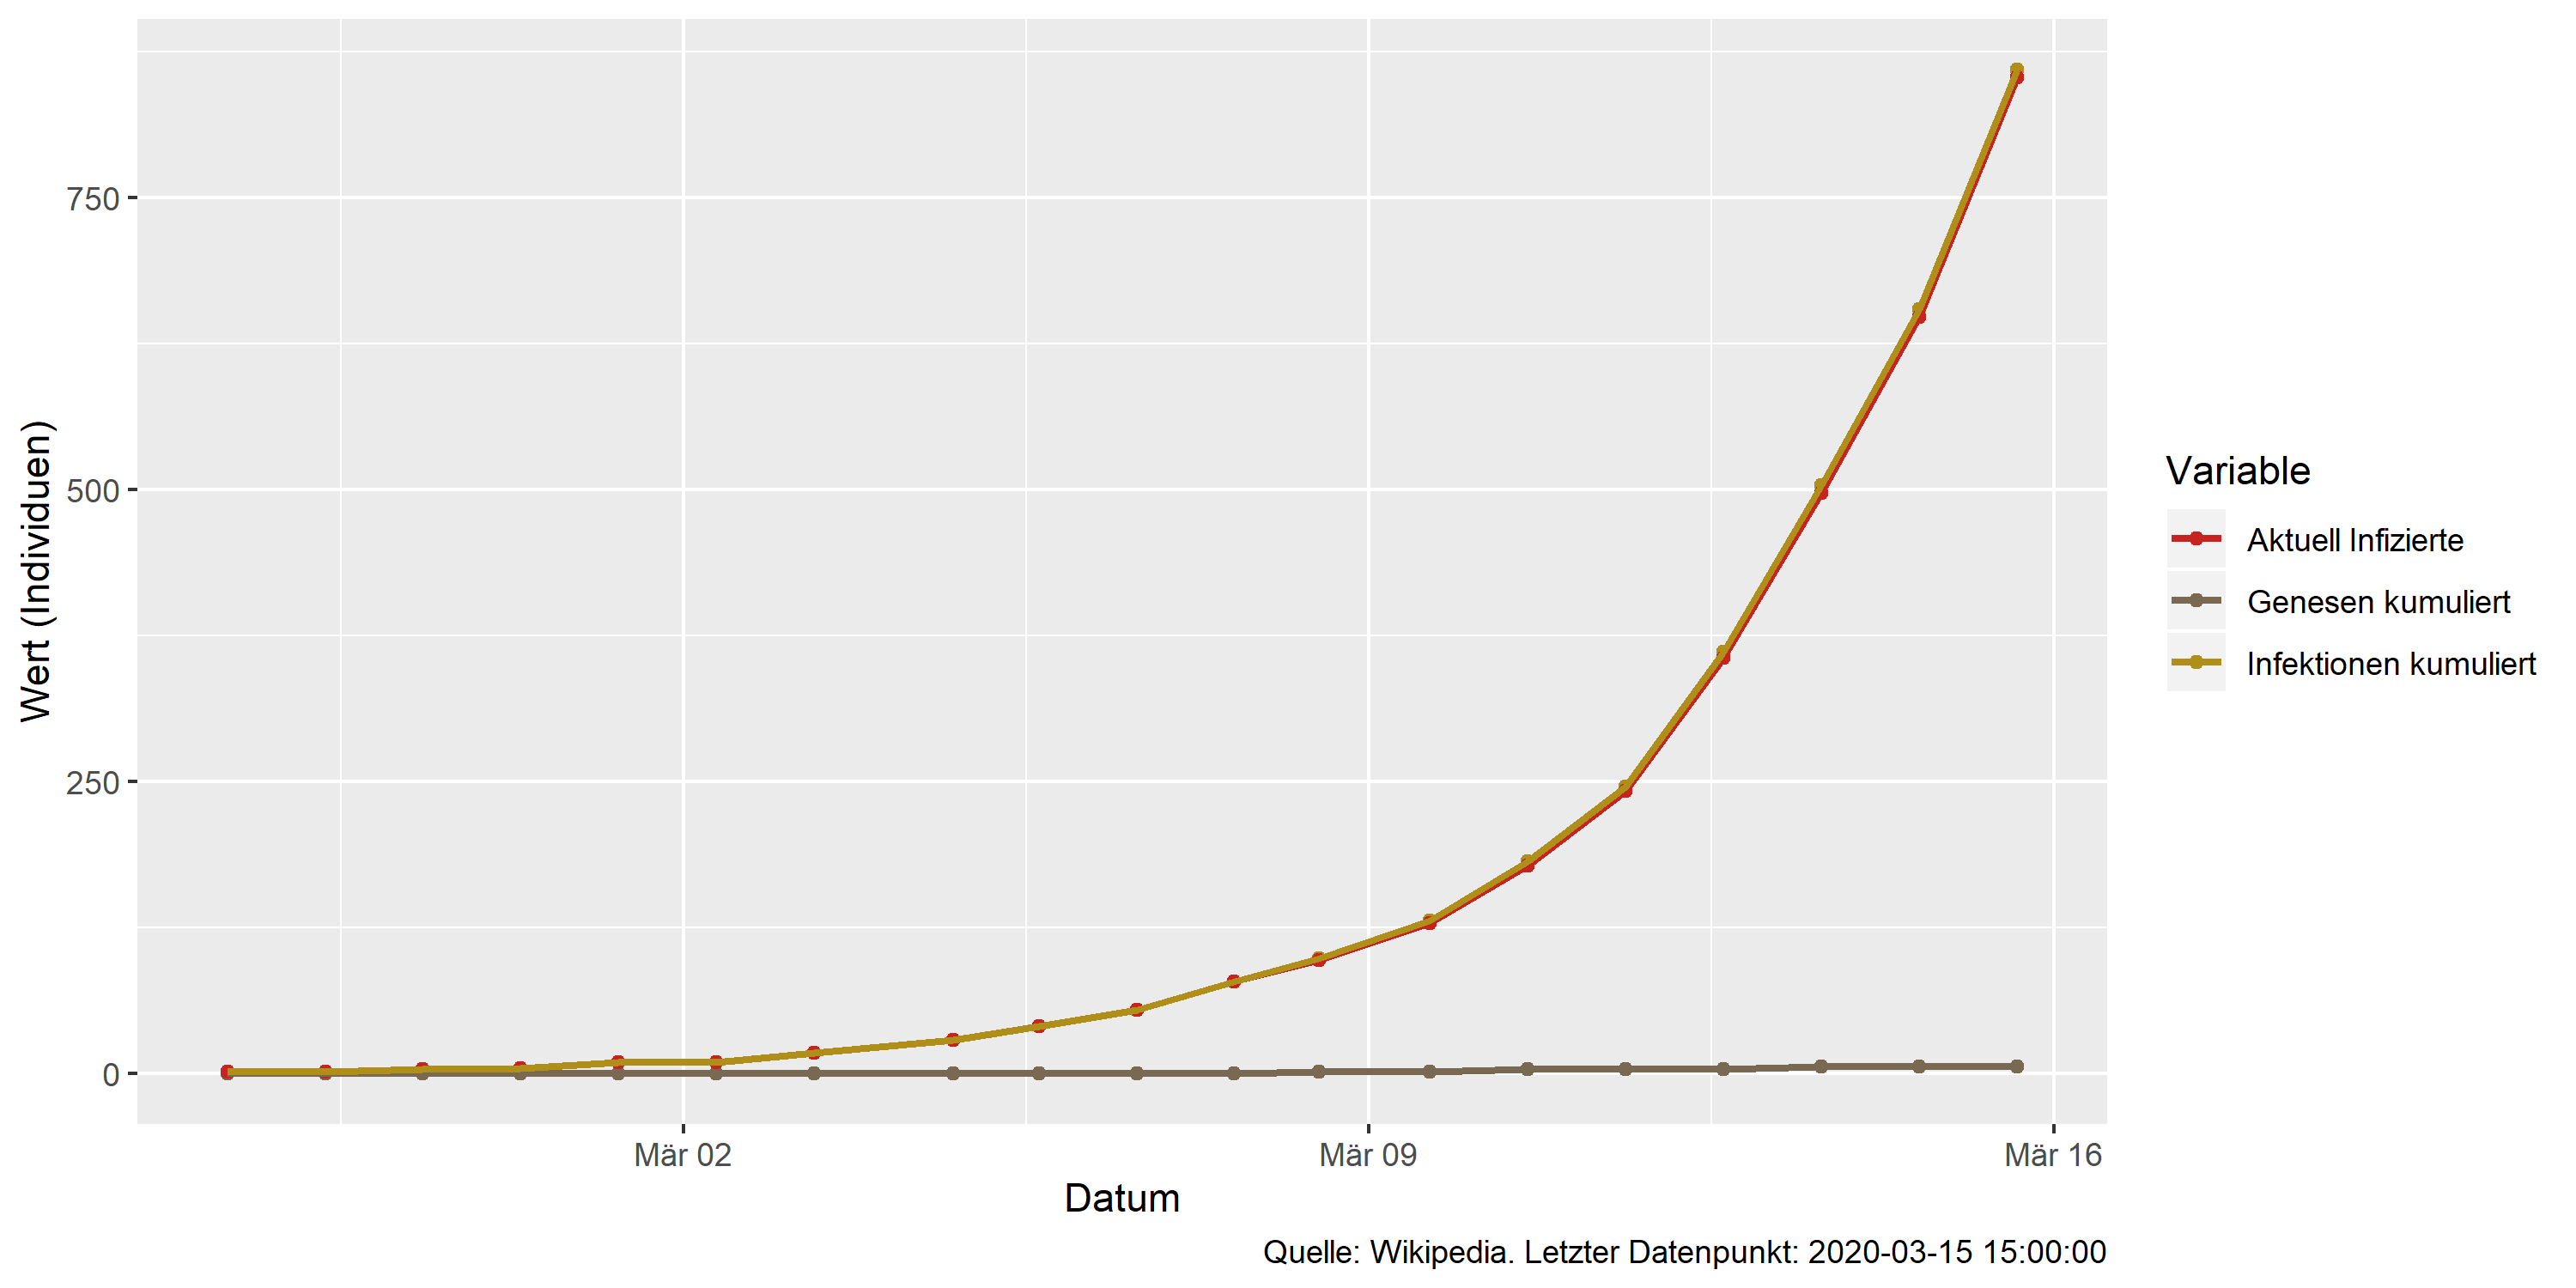 Wert (Individuen)
750
500
250
0
Mär 02
Mär 09
Mär 16
Datum
Variable
Aktuell Infizierte
Genesen kumuliert
Infektionen kumuliert
Quelle: Wikipedia. Letzter Datenpunkt: 2020-03-15 15:00:00